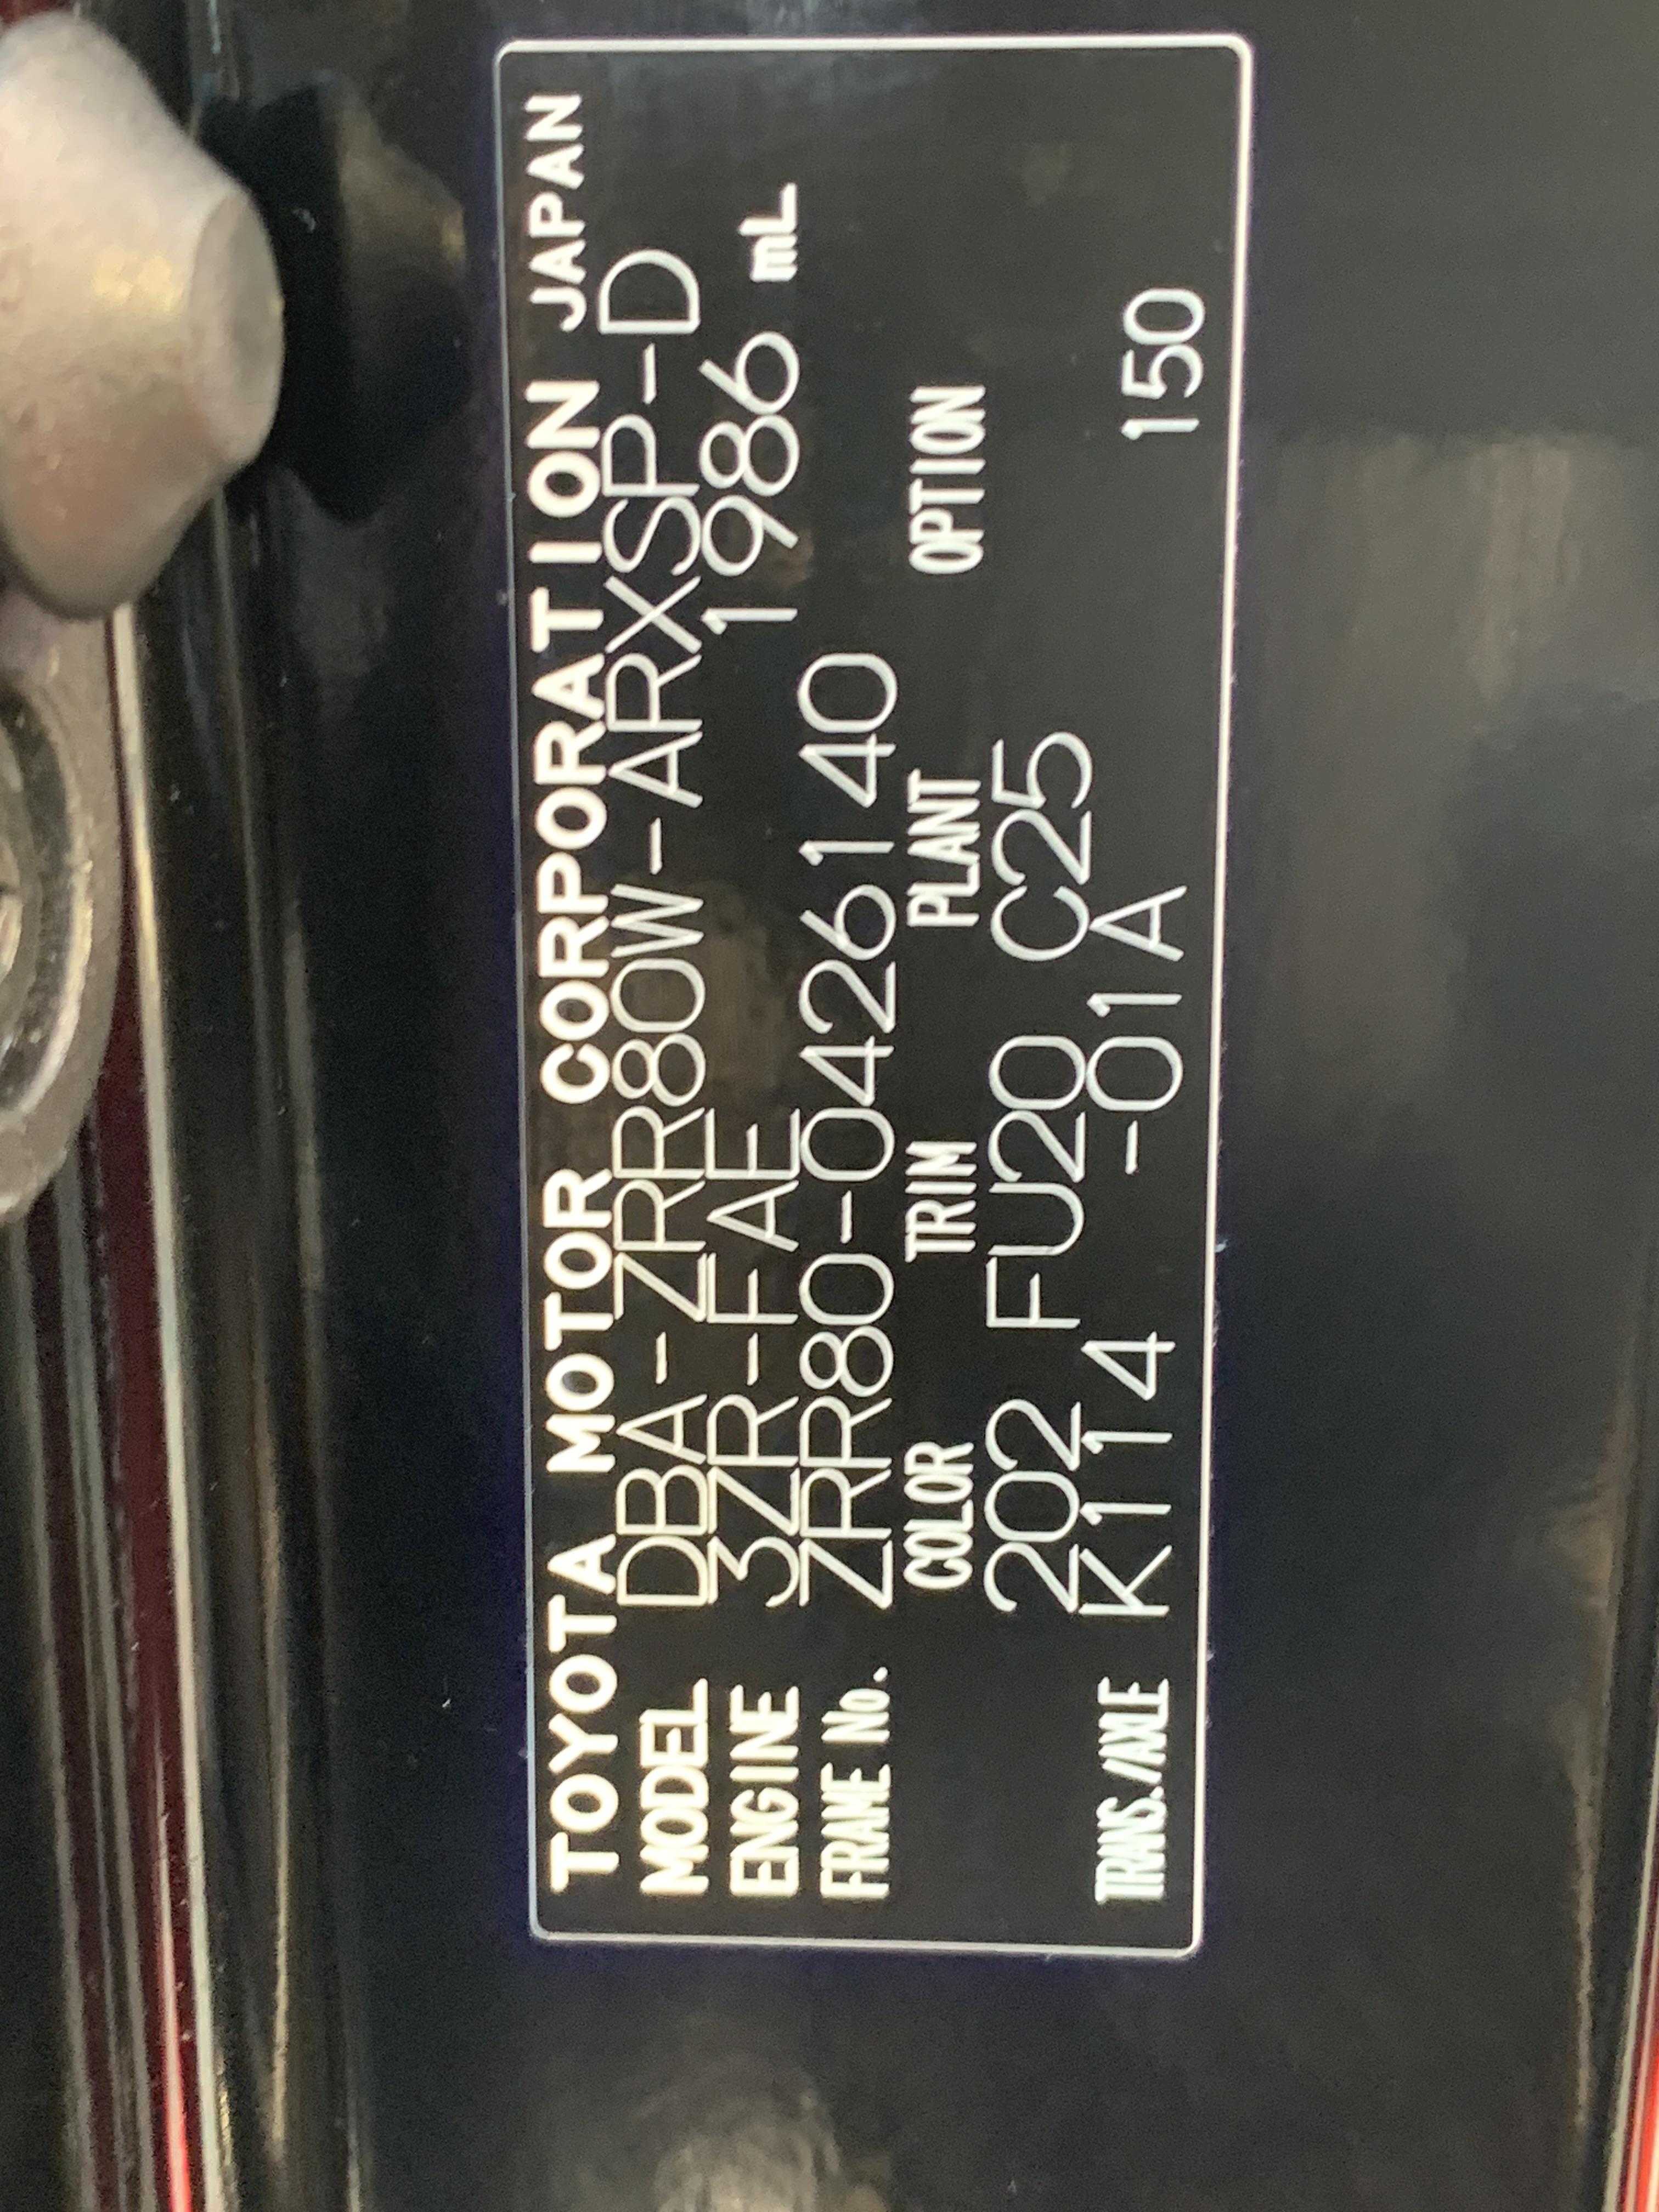 TOYOTA MOTOR CORPORATION JAPAN
MODEL DBA-ZRR80W-ARXSP-D
ENGINE 3ZR-FAE 1986 mL
FRAME No. ZRR80-0426140
COLOR TRIM PLANT OPTION
202 FU20 C25
TRANS./AXLE K114 -01A 150